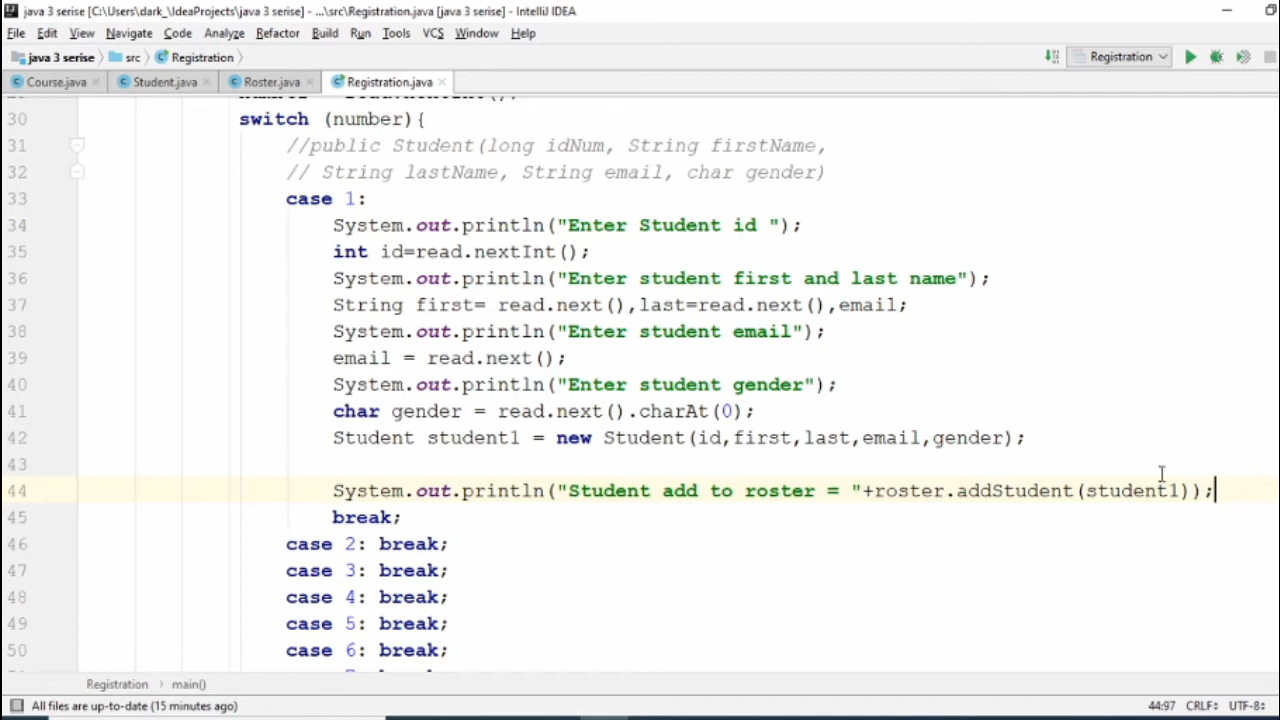 java 3 serise [C:\Users\dark_\IdeaProjects\java 3 serise] - ...\src\Registration.java [java 3 serise] - IntelliJ IDEA
File Edit View Navigate Code Analyze Refactor Build Run Tools VCS Window Help
java 3 serise src Registration Registration
Course.java Student.java Roster.java Registration.java
30 switch (number){
31 //public Student(long idNum, String firstName,
32 // String lastName, String email, char gender)
33 case 1:
34 System.out.println("Enter Student id ");
35 int id=read.nextInt();
36 System.out.println("Enter student first and last name");
37 String first= read.next(),last=read.next(),email;
38 System.out.println("Enter student email");
39 email = read.next();
40 System.out.println("Enter student gender");
41 char gender = read.next().charAt(0);
42 Student student1 = new Student(id,first,last,email,gender);
43
44 System.out.println("Student add to roster = "+roster.addStudent(student1));
45 break;
46 case 2: break;
47 case 3: break;
48 case 4: break;
49 case 5: break;
50 case 6: break;
Registration main()
All files are up-to-date (15 minutes ago) 44:97 CRLF UTF-8